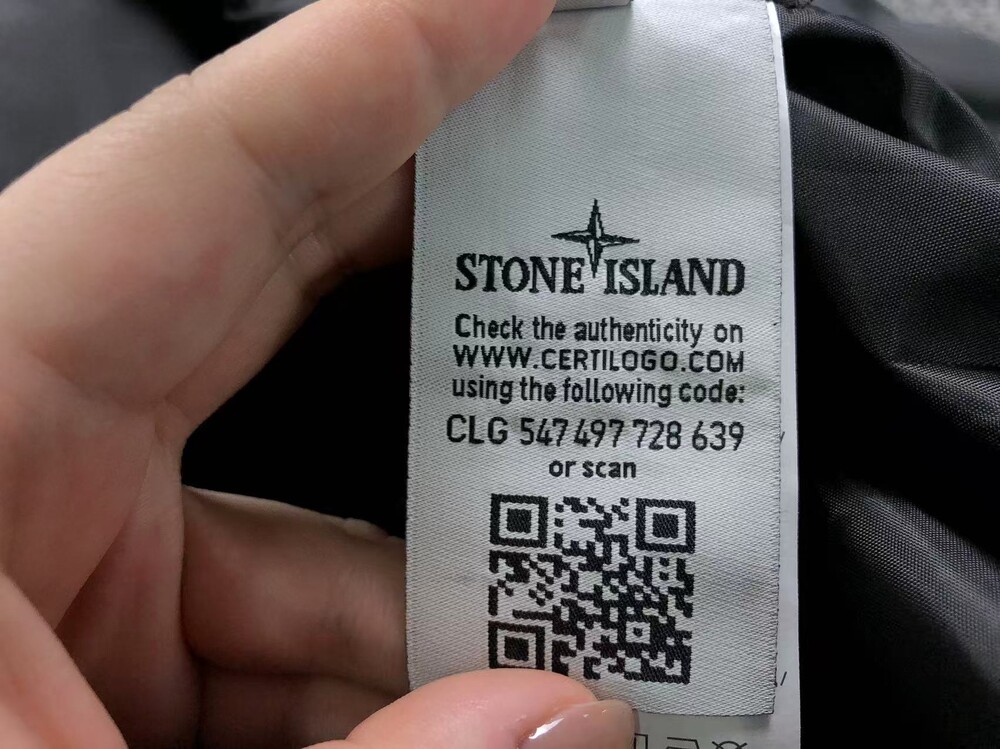 STONE ISLAND
Check the authenticity on
WWW.CERTILOGO.COM
using the following code:
CLG 547 497 728 639
or scan